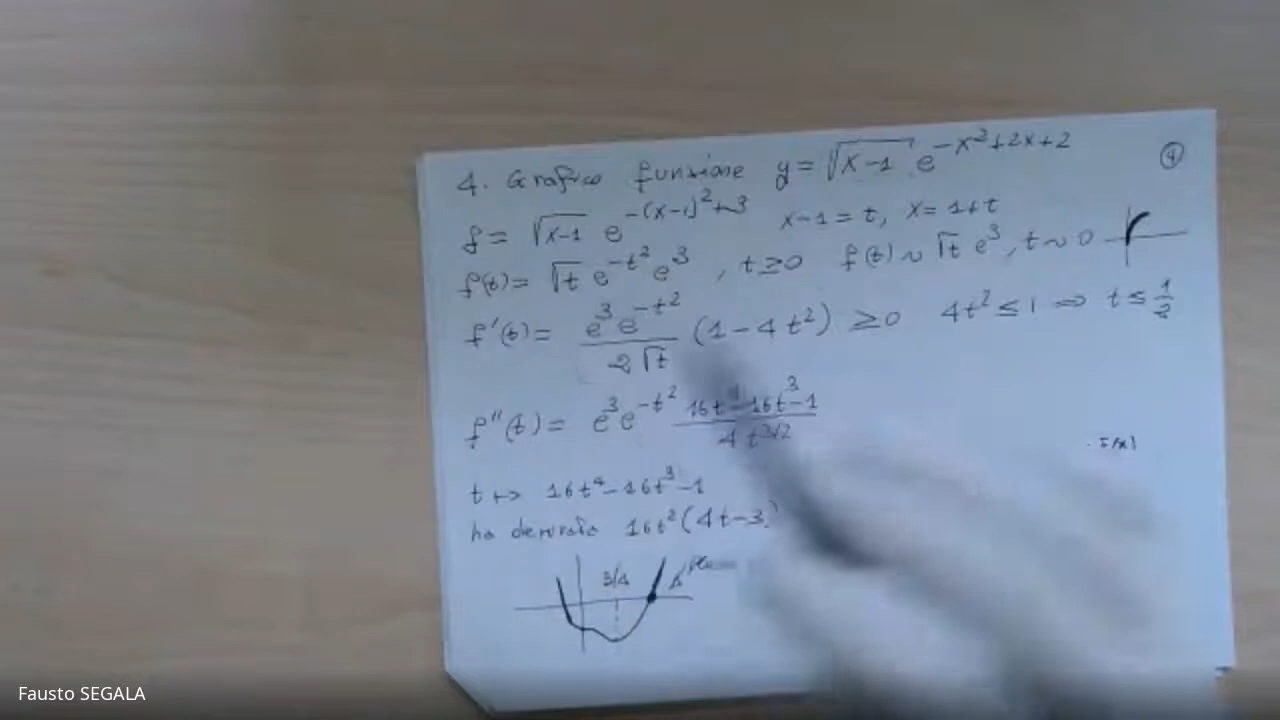 4. Grafico funzione y = √x-1 e^-x²+2x+2 ④
f = √x-1 e^-(x-1)²+3 x-1 = t, x = 1+t
f(t) = √t e^-t² e³ , t ≥ 0 f(t) ~ √t e³, t ~ 0
f'(t) = e³e^-t² / 2√t (1-4t²) ≥ 0 4t² ≤ 1 ⇒ t ≤ 1/2
f''(t) = e³e^-t² 16t⁴-16t³-1 / 4t^3/2
t ↦ 16t⁴-16t³-1
ha derivata 16t²(4t-3)
3/4
Fausto SEGALA